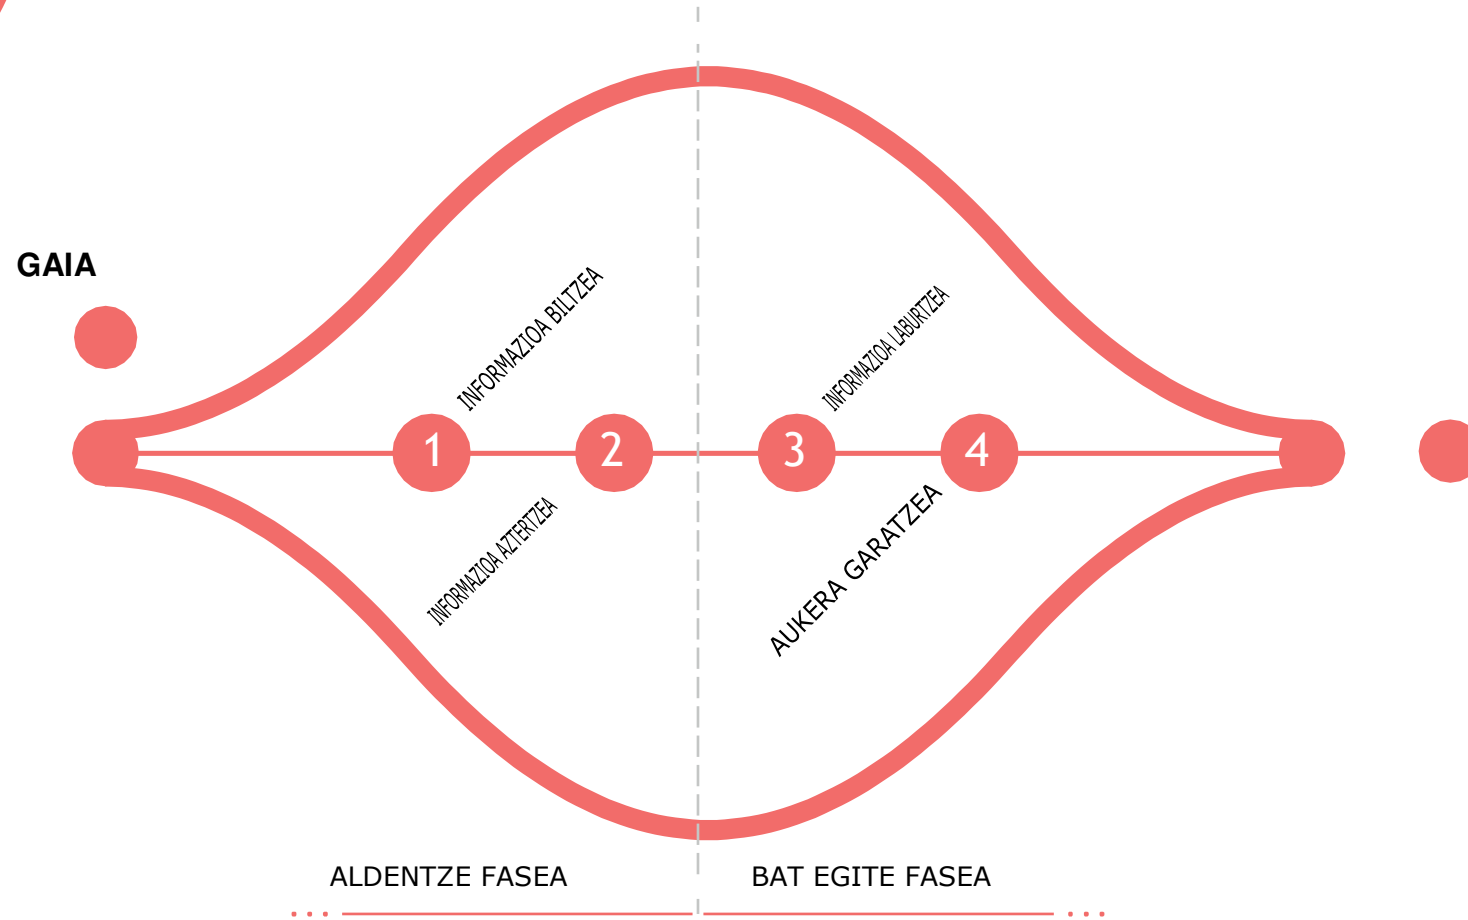 GAIA
INFORMAZIOA BILTZEA
INFORMAZIOA LABURTZEA
1
2
3
4
INFORMAZIOA AZTERTZEA
AUKERA GARATZEA
ALDENTZE FASEA
BAT EGITE FASEA